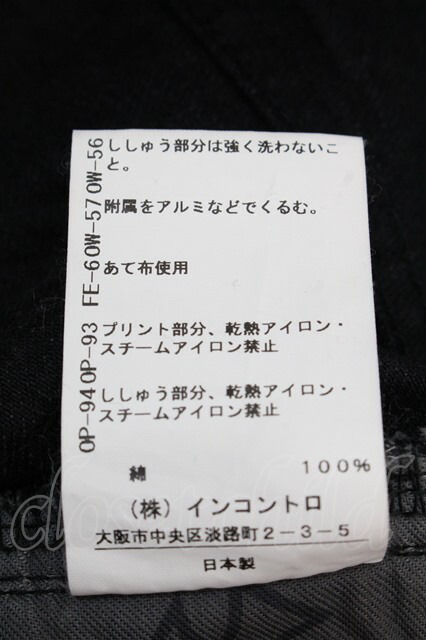 ししゅう部分は強く洗わないこ
と。
附属をアルミなどでくるむ。
あて布使用
プリント部分、乾熱アイロン・
スチームアイロン禁止
ししゅう部分、乾熱アイロン・
スチームアイロン禁止
綿 100%
(株)インコントロ
大阪市中央区淡路町2-3-5
日本製
OP-94OP-93 FE-6OW-57OW-56